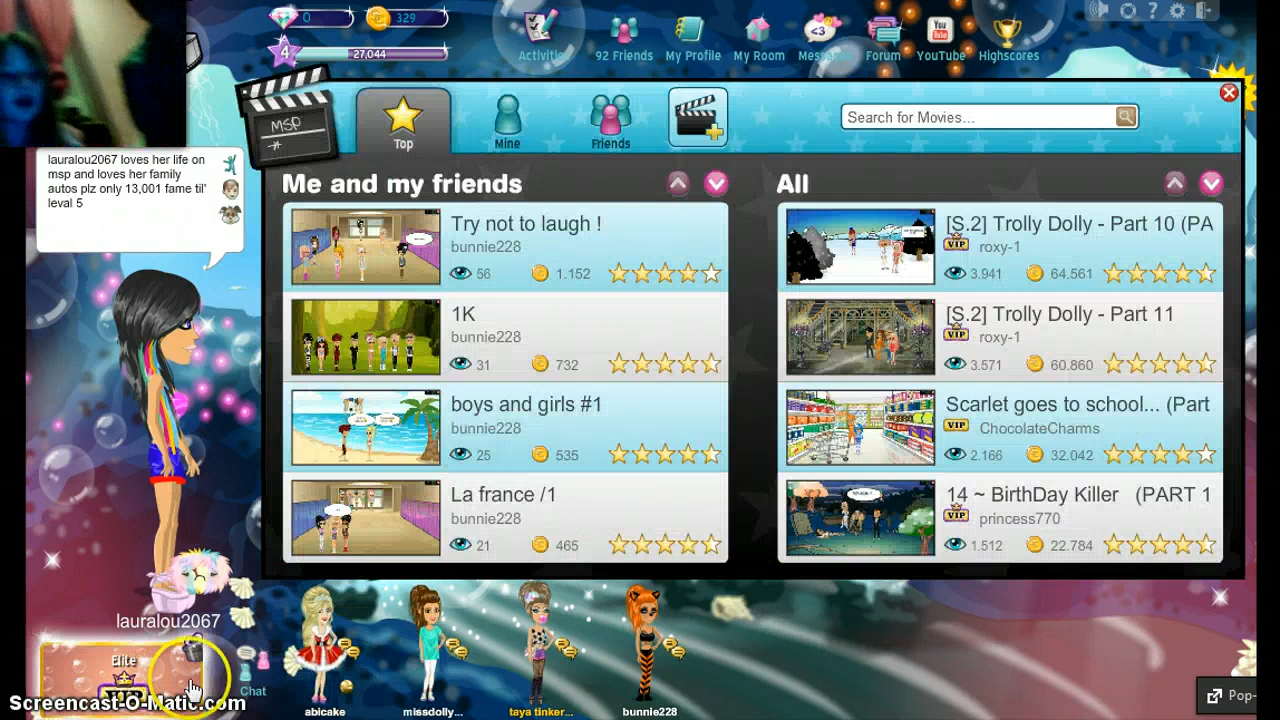 0
329
4
27,044
Activities
92 Friends
My Profile
My Room
<3
Forum
You
Tube
YouTube
Highscores
?
lauralou2067 loves her life on
msp and loves her family
autos plz only 13,001 fame til'
leval 5
MSP
Top
Mine
Friends
Search for Movies...
Me and my friends
Try not to laugh !
bunnie228
56
1.152
1K
bunnie228
31
732
boys and girls #1
bunnie228
25
535
La france /1
bunnie228
21
465
All
[S.2] Trolly Dolly - Part 10 (PA
VIP
roxy-1
3.941
64.561
[S.2] Trolly Dolly - Part 11
VIP
roxy-1
3.571
60.860
Scarlet goes to school... (Part
VIP
ChocolateCharms
2.166
32.042
14 ~ BirthDay Killer (PART 1
VIP
princess770
1.512
22.784
lauralou2067
Elite
Chat
abicake
missdolly...
taya tinker...
bunnie228
Pop-
Screencast-O-Matic.com